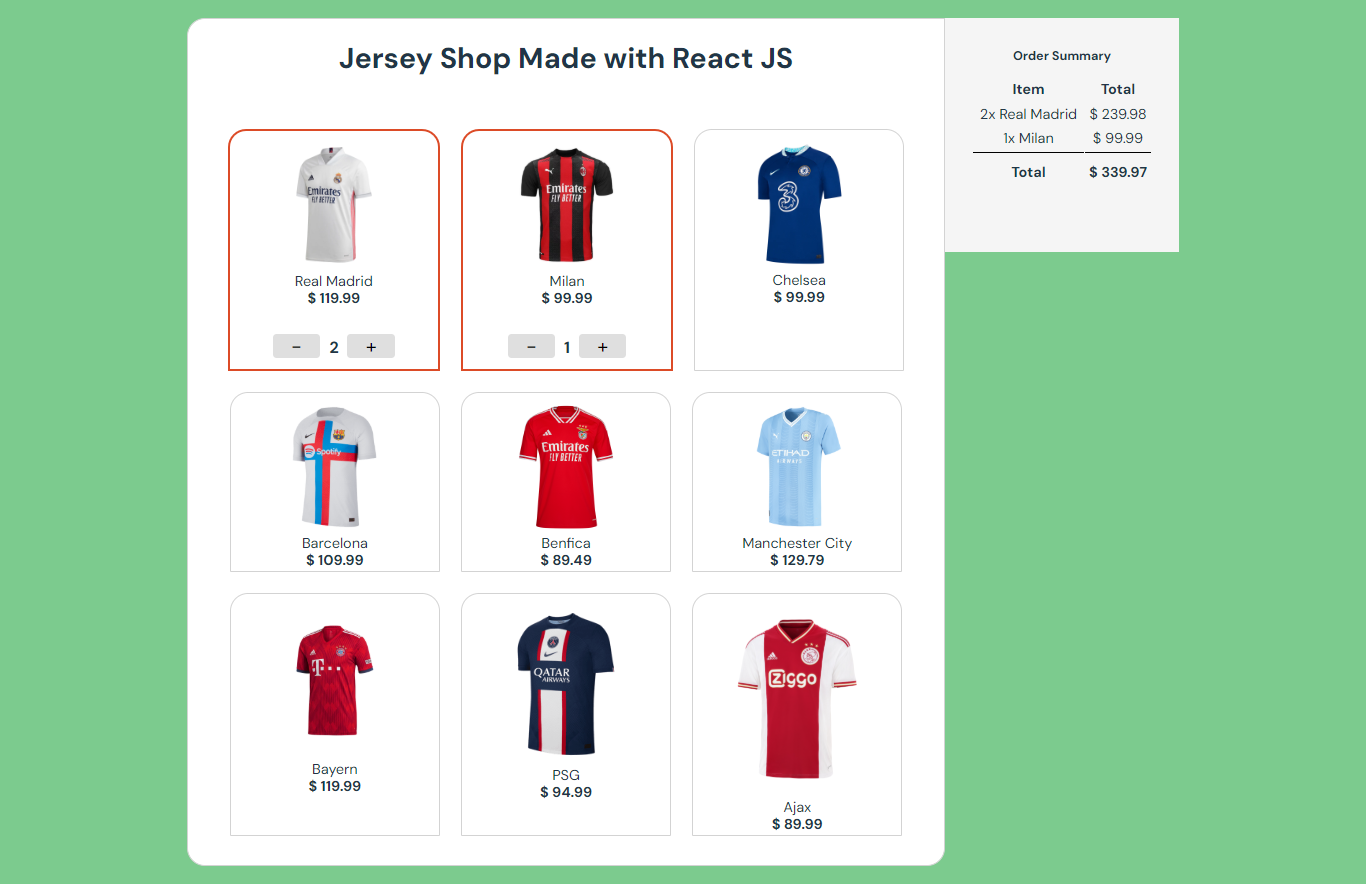 Jersey Shop Made with React JS
Order Summary
Item Total
2x Real Madrid $ 239.98
1x Milan $ 99.99
Total $ 339.97
Emirates
FLY BETTER
Real Madrid
$ 119.99
− 2 +
Emirates
FLY BETTER
Milan
$ 99.99
− 1 +
3
Chelsea
$ 99.99
Spotify
Barcelona
$ 109.99
Emirates
FLY BETTER
Benfica
$ 89.49
ETIHAD
AIRWAYS
Manchester City
$ 129.79
T
Bayern
$ 119.99
QATAR
AIRWAYS
PSG
$ 94.99
Ziggo
Ajax
$ 89.99